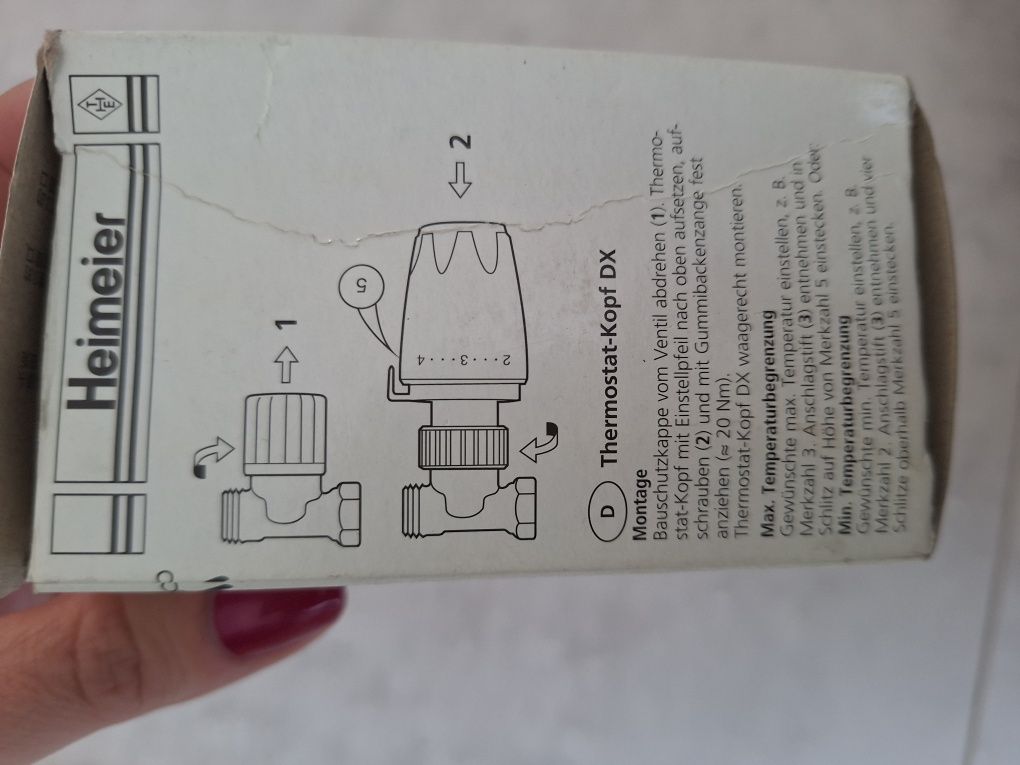 THE
Heimeier
1
2
5
2···3···4
D Thermostat-Kopf DX
Montage
Bauschutzkappe vom Ventil abdrehen (1). Thermo-
stat-Kopf mit Einstellpfeil nach oben aufsetzen, auf-
schrauben (2) und mit Gummibackenzange fest
anziehen (≈ 20 Nm).
Thermostat-Kopf DX waagerecht montieren.
Max. Temperaturbegrenzung
Gewünschte max. Temperatur einstellen, z. B.
Merkzahl 3. Anschlagstift (3) entnehmen und in
Schlitz auf Höhe von Merkzahl 5 einstecken. Oder:
Min. Temperaturbegrenzung
Gewünschte min. Temperatur einstellen, z. B.
Merkzahl 2. Anschlagstift (3) entnehmen und vier
Schlitze oberhalb Merkzahl 5 einstecken.